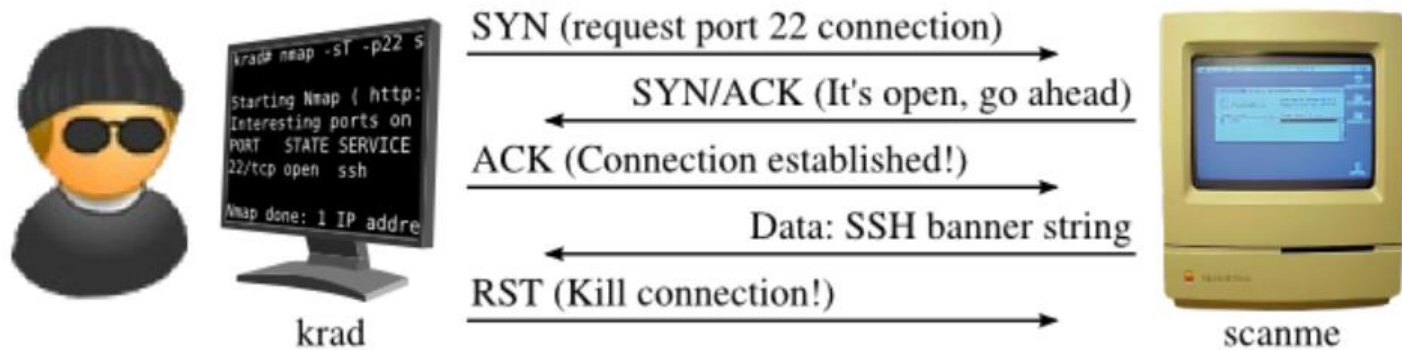 krad# nmap -sT -p22 s
Starting Nmap ( http:
Interesting ports on
PORT STATE SERVICE
22/tcp open ssh
Nmap done: 1 IP addre
krad
SYN (request port 22 connection)
SYN/ACK (It's open, go ahead)
ACK (Connection established!)
Data: SSH banner string
RST (Kill connection!)
scanme